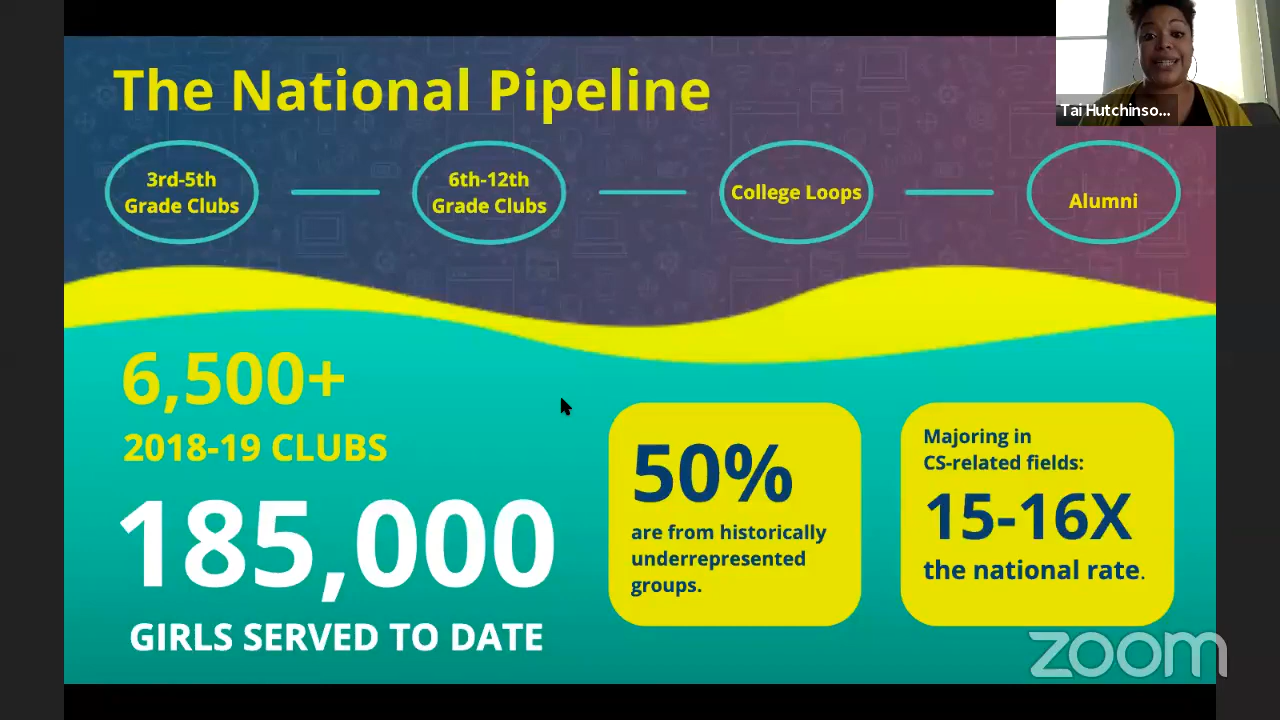 The National Pipeline
Tai Hutchinso...
3rd-5th
Grade Clubs
6th-12th
Grade Clubs
College Loops
Alumni
6,500+
2018-19 CLUBS
185,000
GIRLS SERVED TO DATE
50%
are from historically
underrepresented
groups.
Majoring in
CS-related fields:
15-16X
the national rate.
zoom